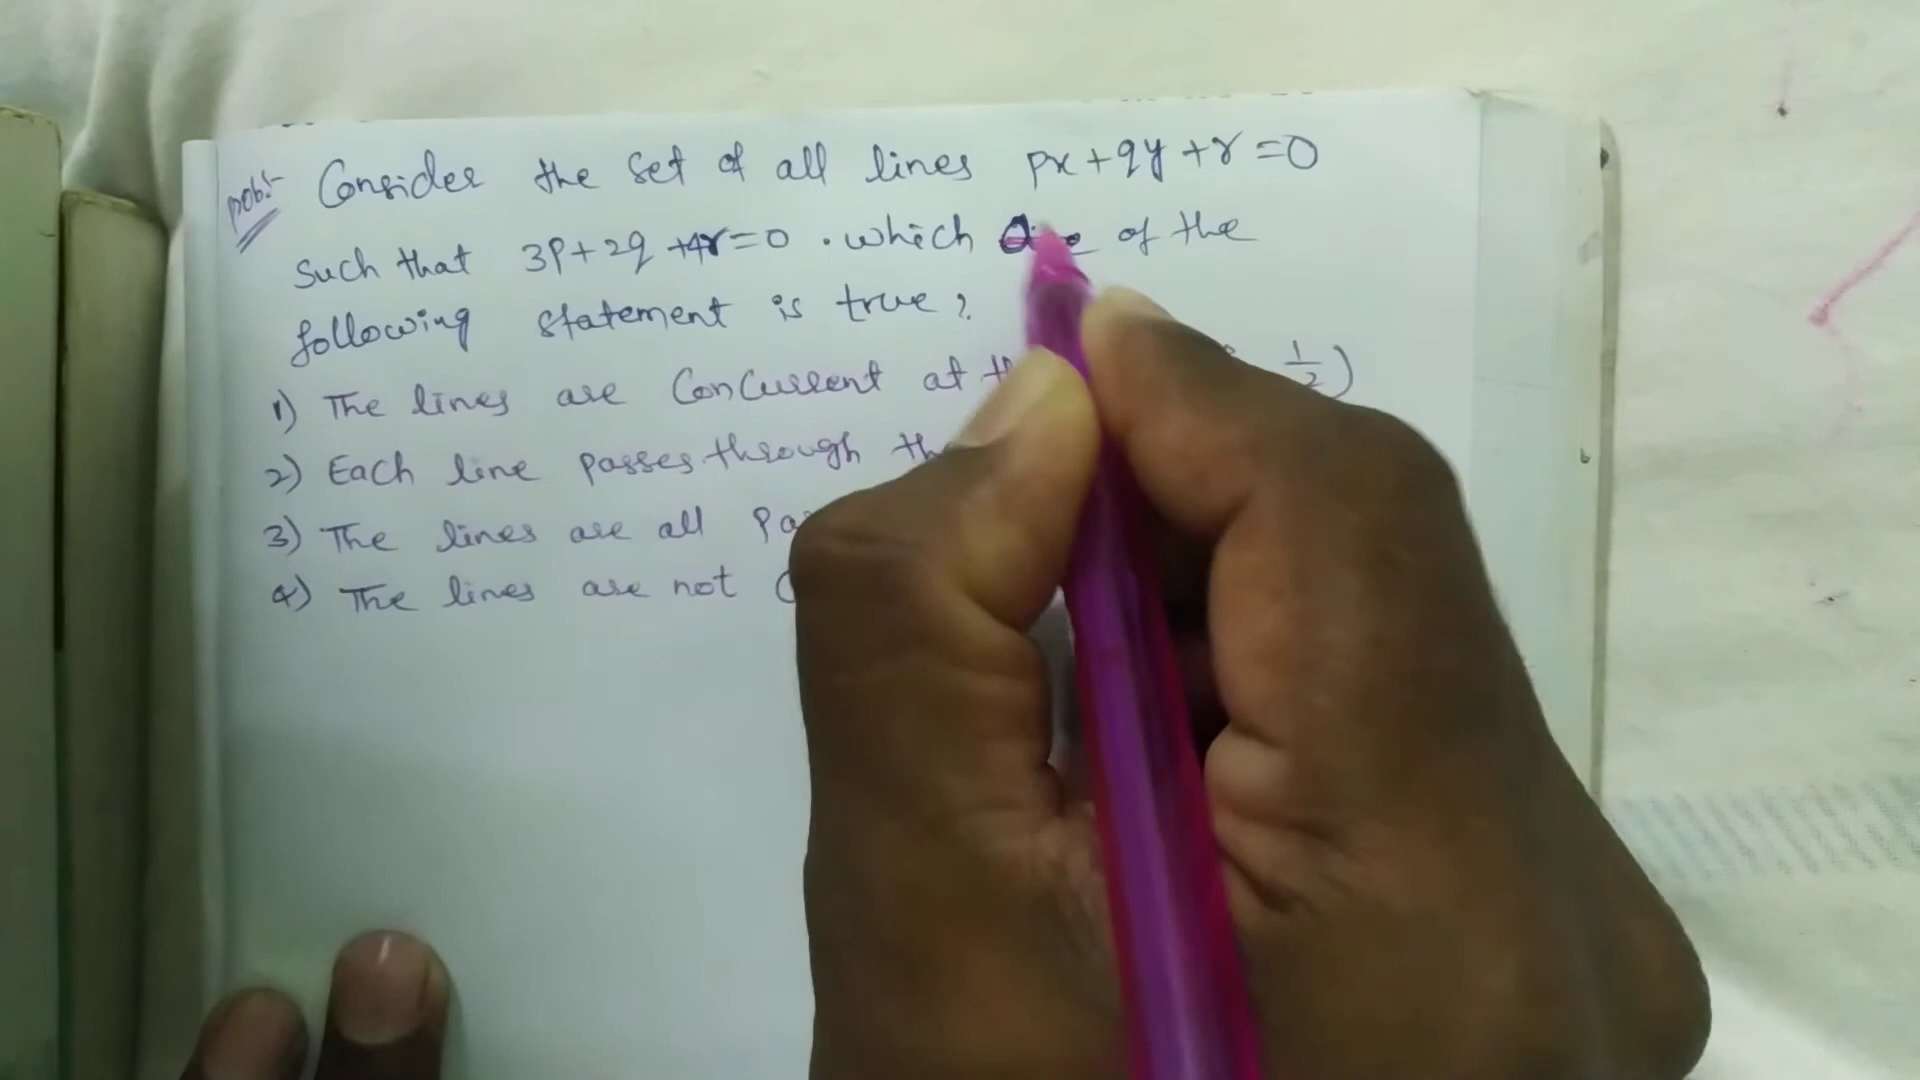 prob:-
Consider the set of all lines px+qy+r=0
such that 3p+2q+4r=0. which of the
following statement is true?
1) The lines are Concurrent at 1/2)
2) Each line passes through
3) The lines are all
4) The lines are not